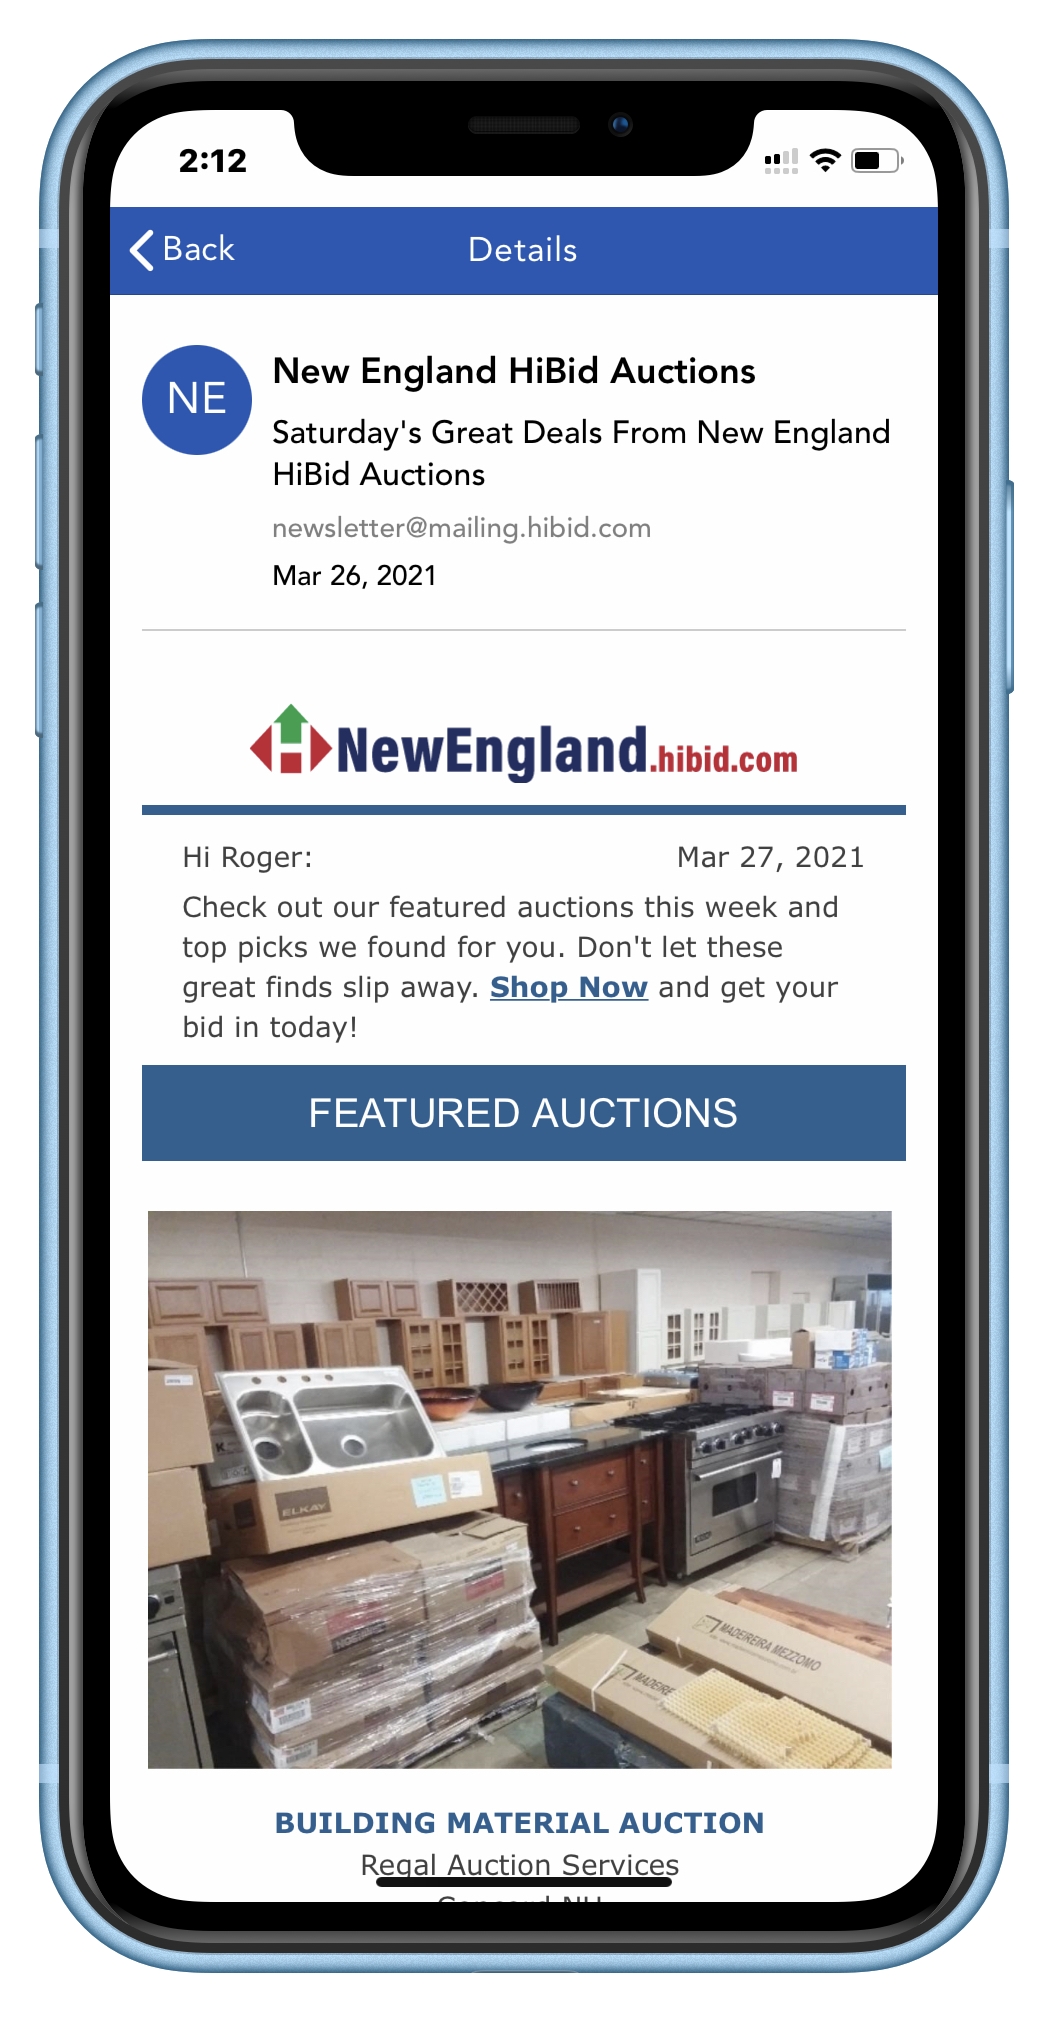 2:12
Back
Details
NE
New England HiBid Auctions
Saturday's Great Deals From New England
HiBid Auctions
newsletter@mailing.hibid.com
Mar 26, 2021
NewEngland.hibid.com
Hi Roger:
Mar 27, 2021
Check out our featured auctions this week and
top picks we found for you. Don't let these
great finds slip away. Shop Now and get your
bid in today!
FEATURED AUCTIONS
ELKAY
MADEIREIRA MEZZOMO
MADEIRE
BUILDING MATERIAL AUCTION
Regal Auction Services
Concord NH